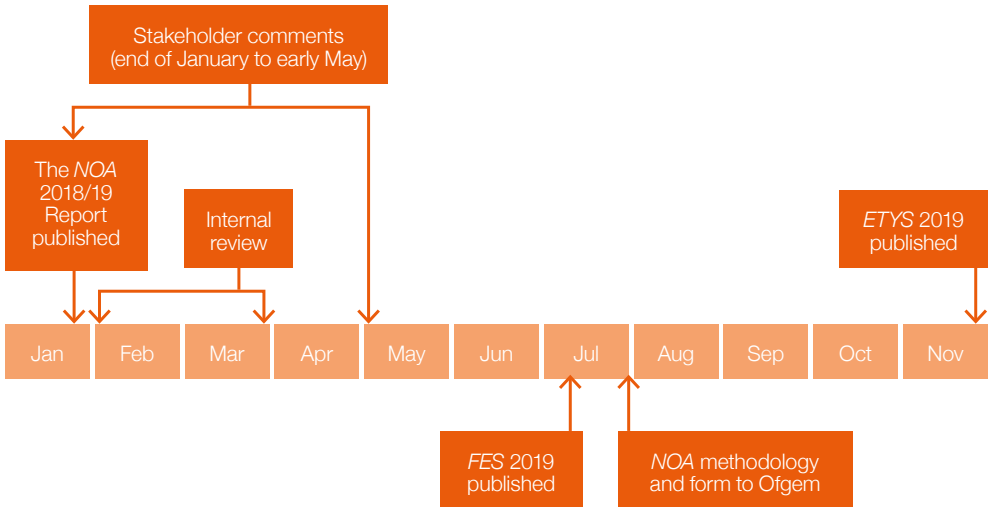 Stakeholder comments
(end of January to early May)
The NOA
2018/19
Report
published
Internal
review
ETYS 2019
published
Jan
Feb
Mar
Apr
May
Jun
Jul
Aug
Sep
Oct
Nov
FES 2019
published
NOA methodology
and form to Ofgem